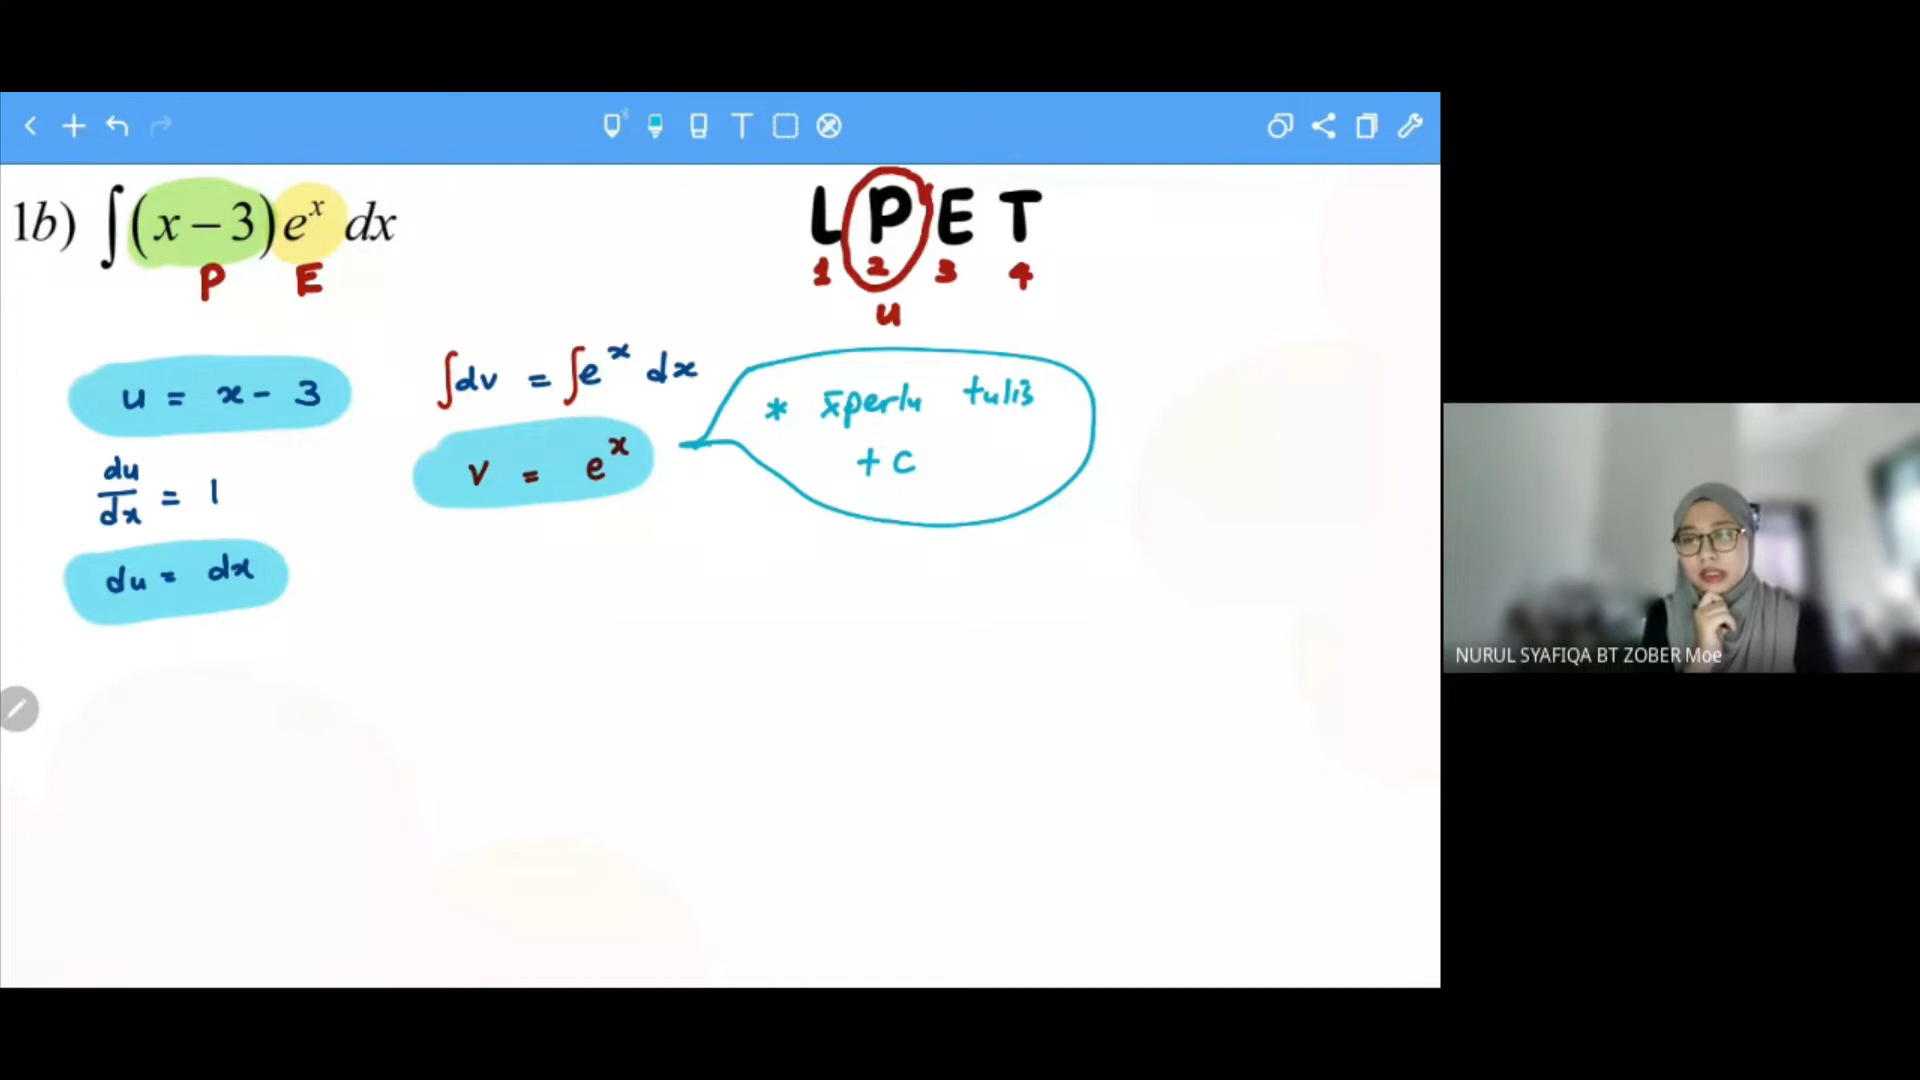 1b) ∫(x − 3)eˣ dx
P E
L P E T
1 2 3 4
u
u = x - 3
du/dx = 1
du = dx
∫dv = ∫eˣ dx
v = eˣ
* x̄perlu tulis
+ c
NURUL SYAFIQA BT ZOBER Moe